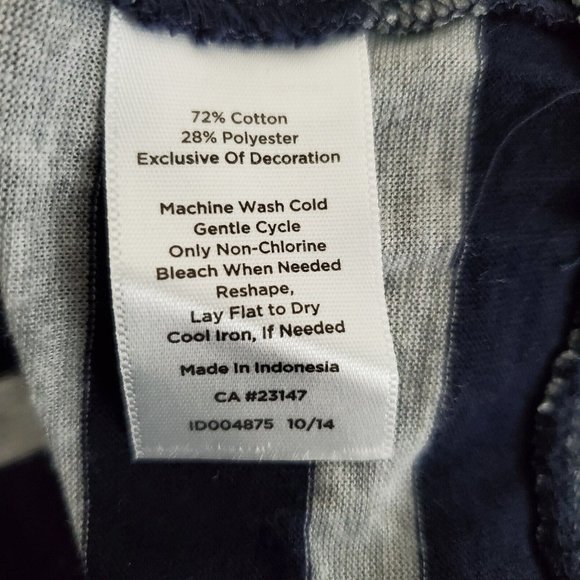 72% Cotton
28% Polyester
Exclusive Of Decoration
Machine Wash Cold
Gentle Cycle
Only Non-Chlorine
Bleach When Needed
Reshape,
Lay Flat to Dry
Cool Iron, If Needed
Made In Indonesia
CA #23147
ID004875 10/14